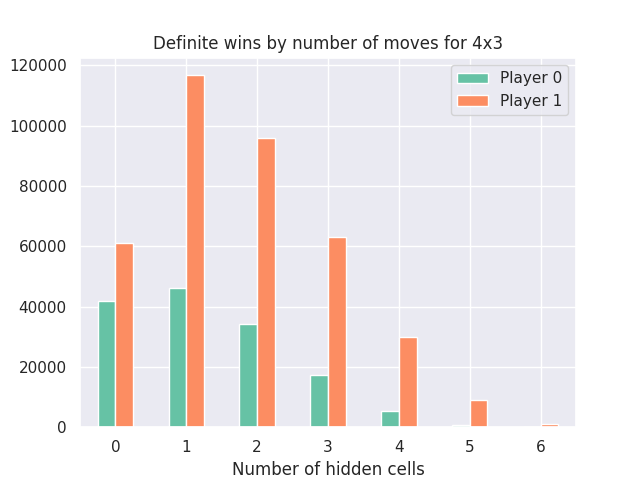 Definite wins by number of moves for 4x3
Player 0
Player 1
120000
100000
80000
60000
40000
20000
0
0 1 2 3 4 5 6
Number of hidden cells